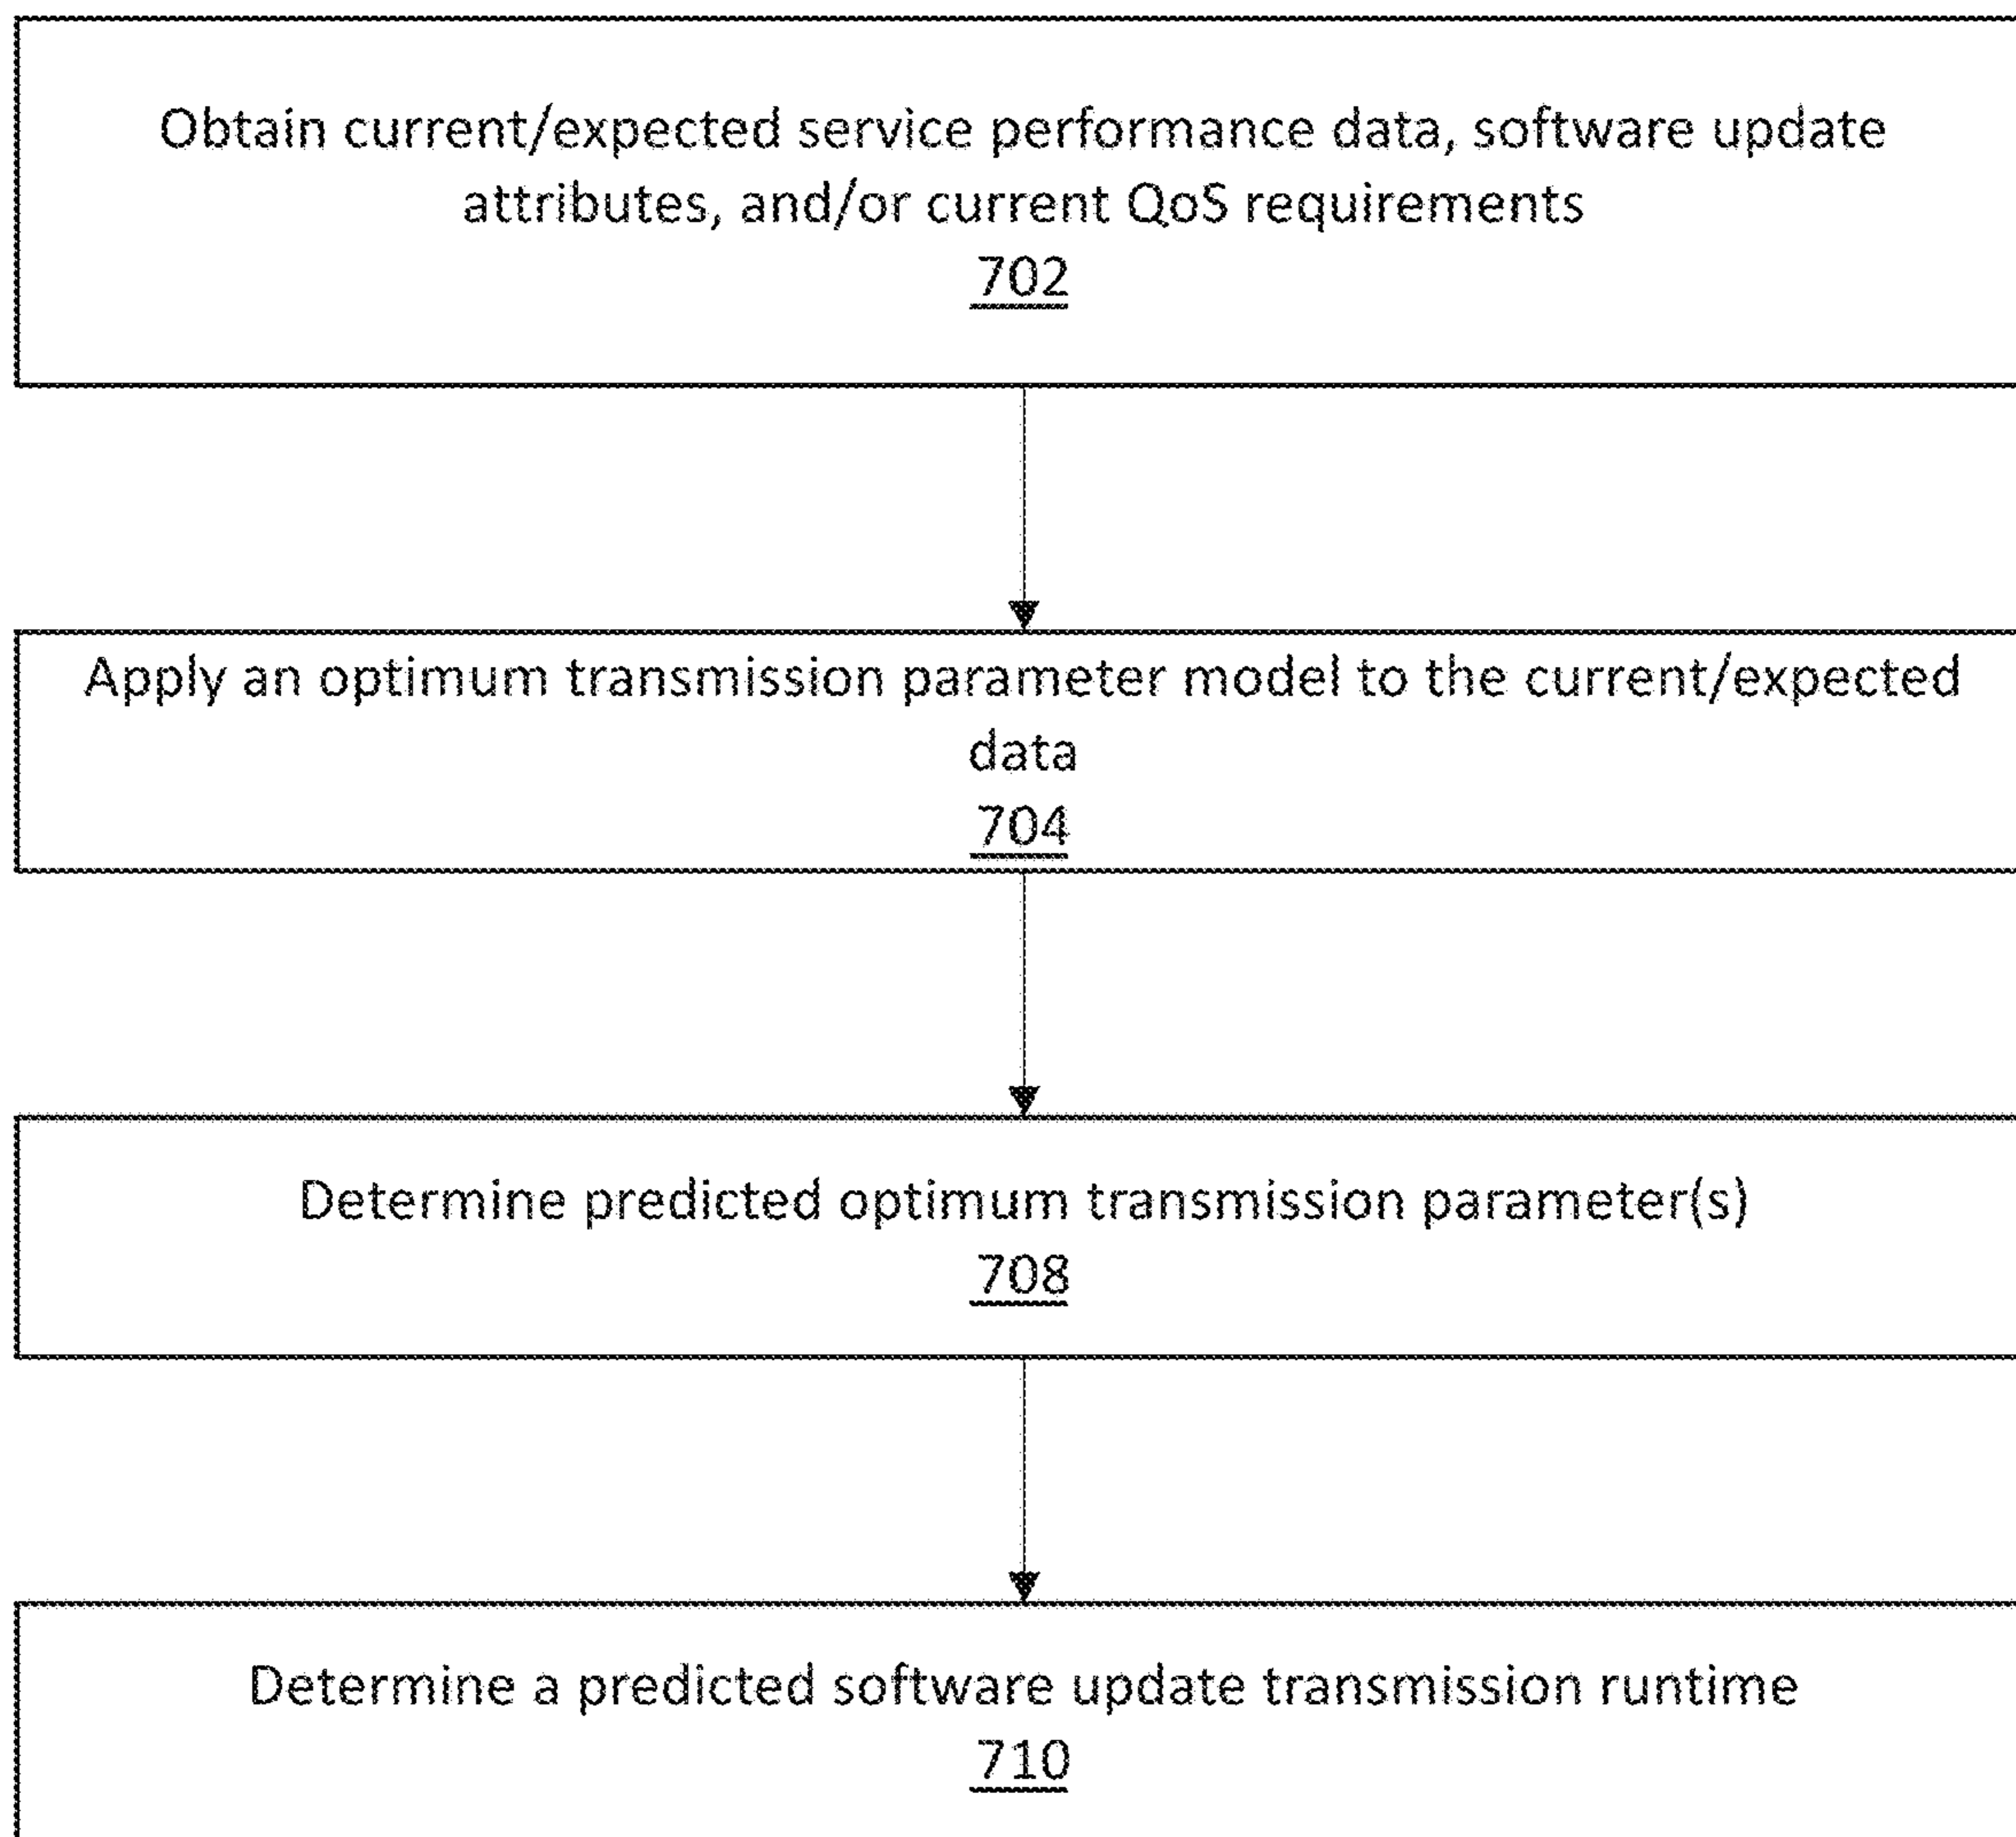 Obtain current/expected service performance data, software update
attributes, and/or current QoS requirements
702
Apply an optimum transmission parameter model to the current/expected
data
704
Determine predicted optimum transmission parameter(s)
708
Determine a predicted software update transmission runtime
710